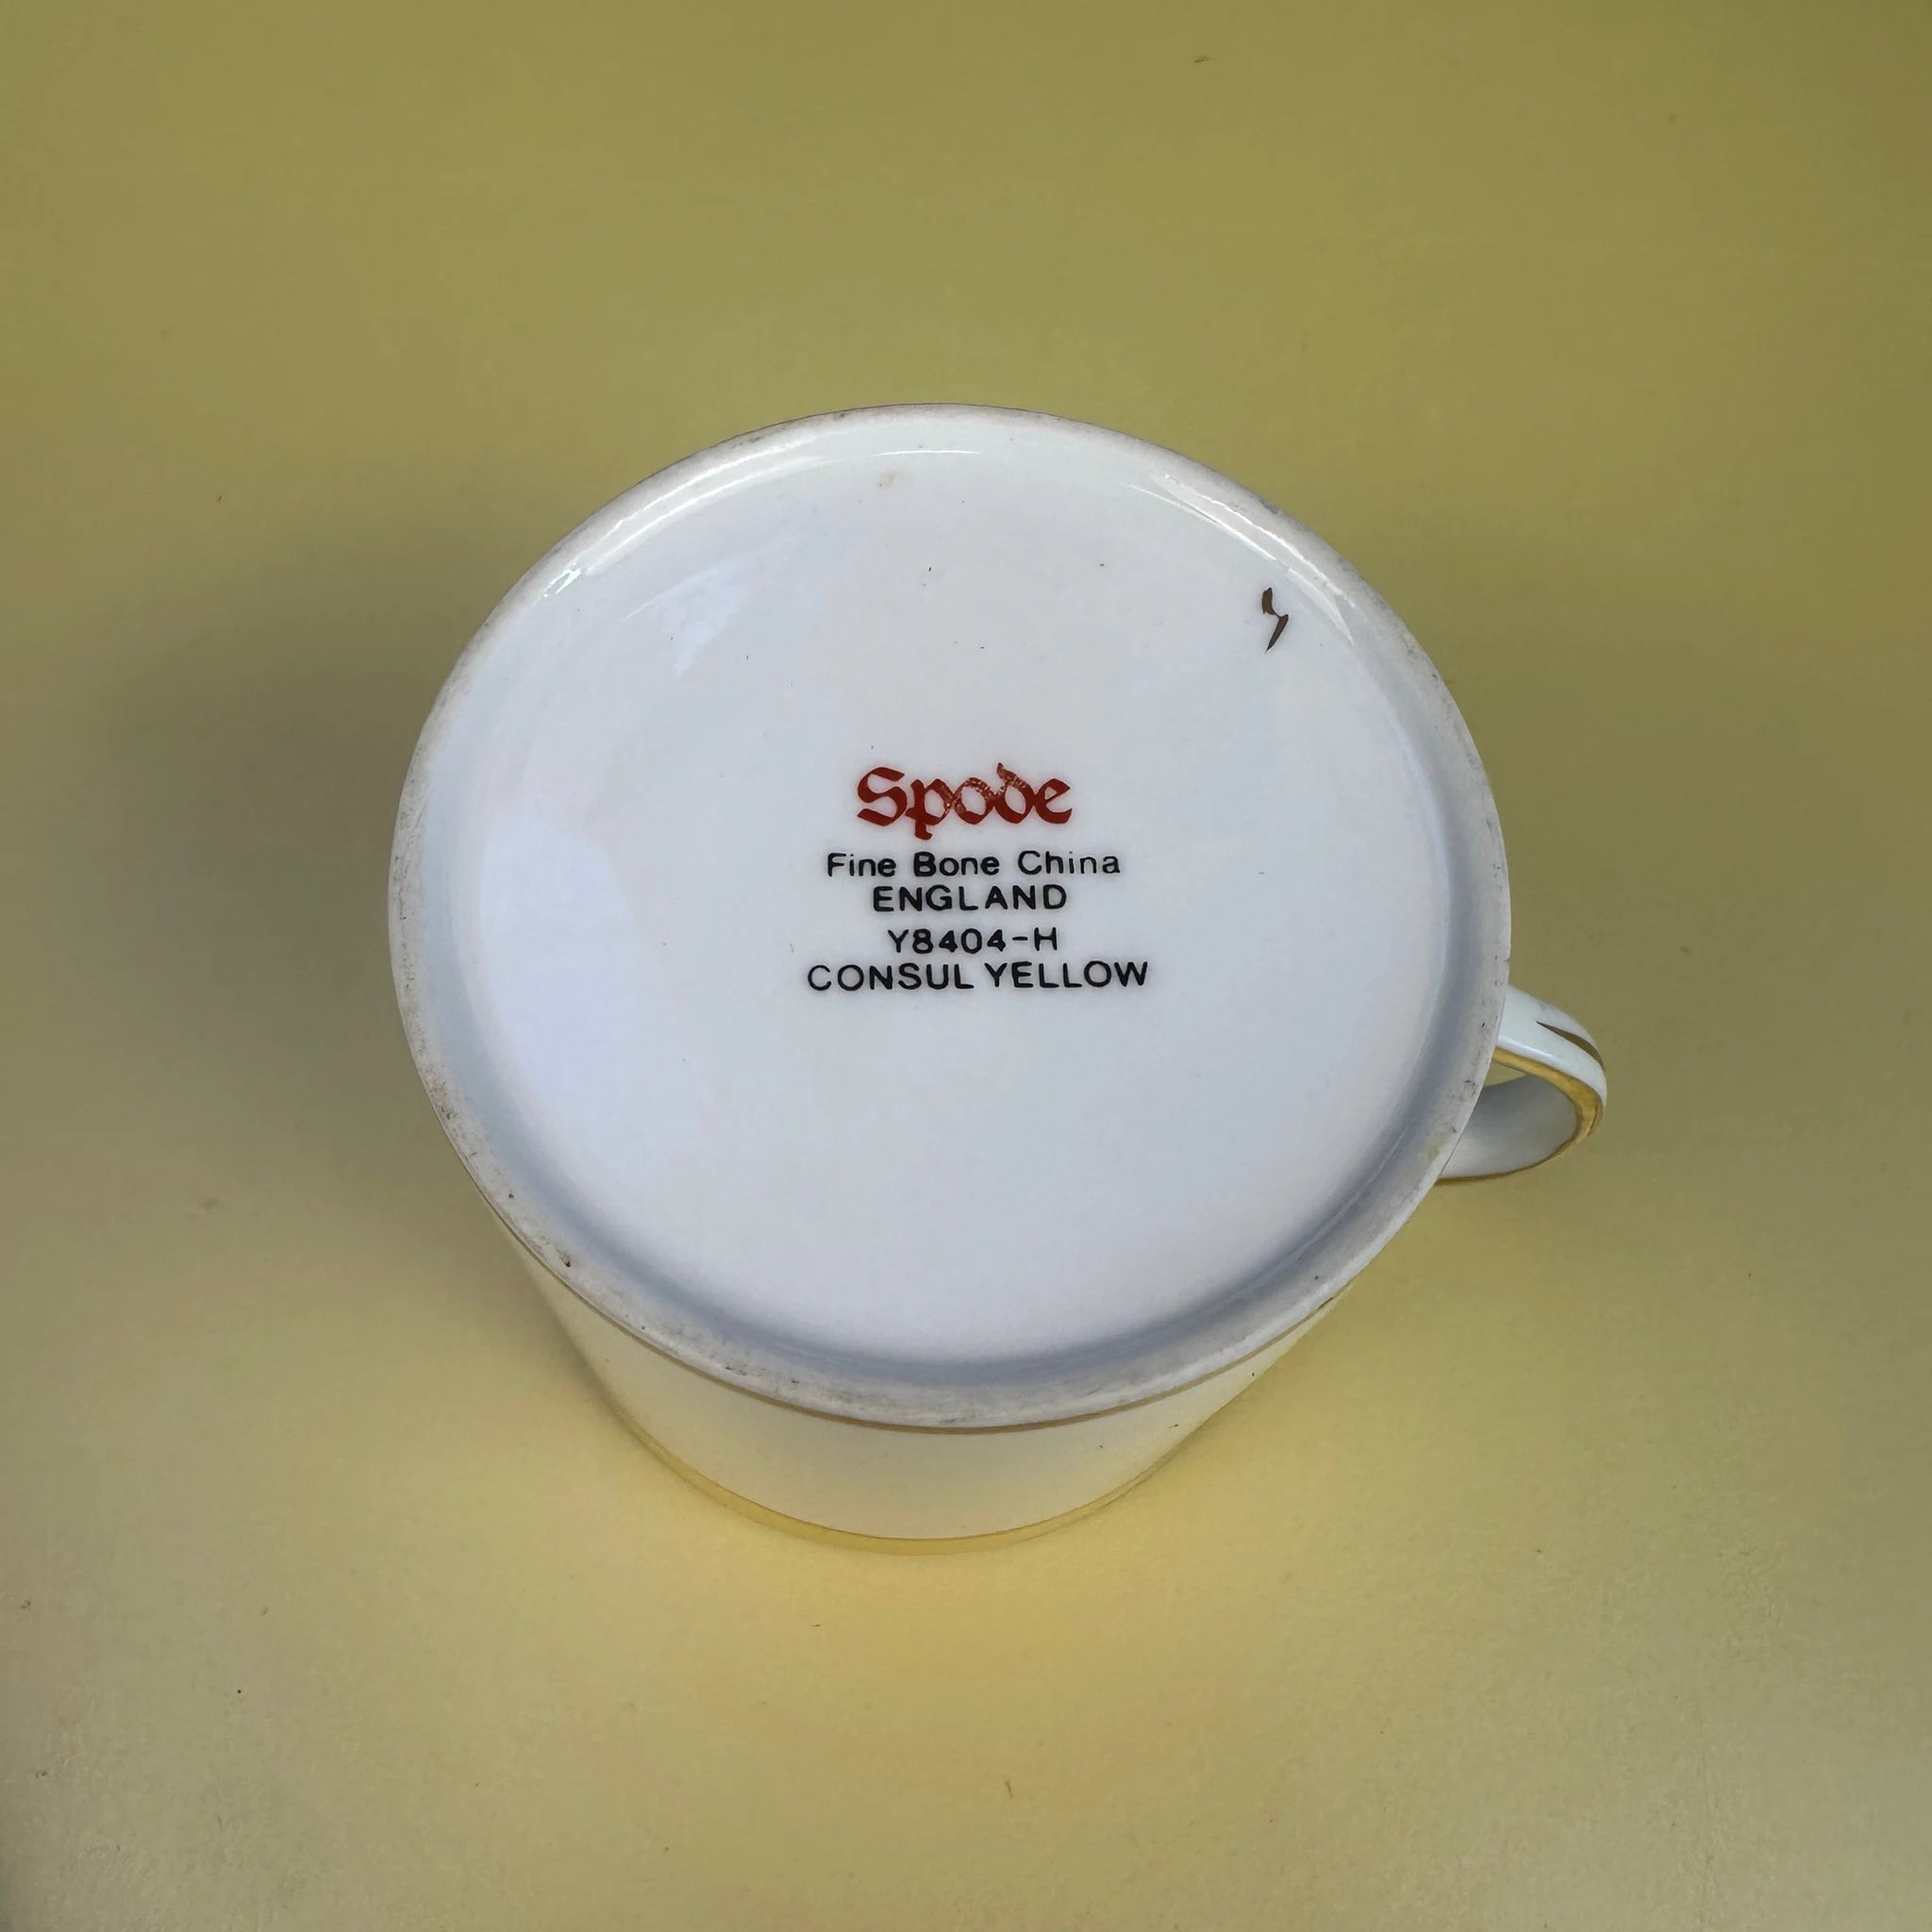 Spode
Fine Bone China
ENGLAND
Y8404-H
CONSUL YELLOW